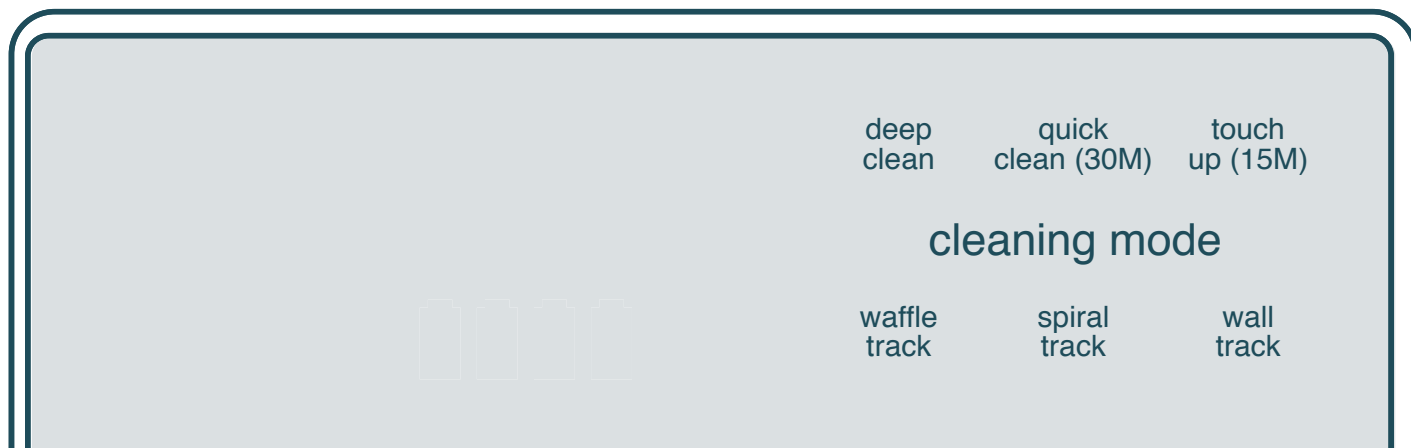 deep quick touch
clean clean (30M) up (15M)
cleaning mode
waffle spiral wall
track track track